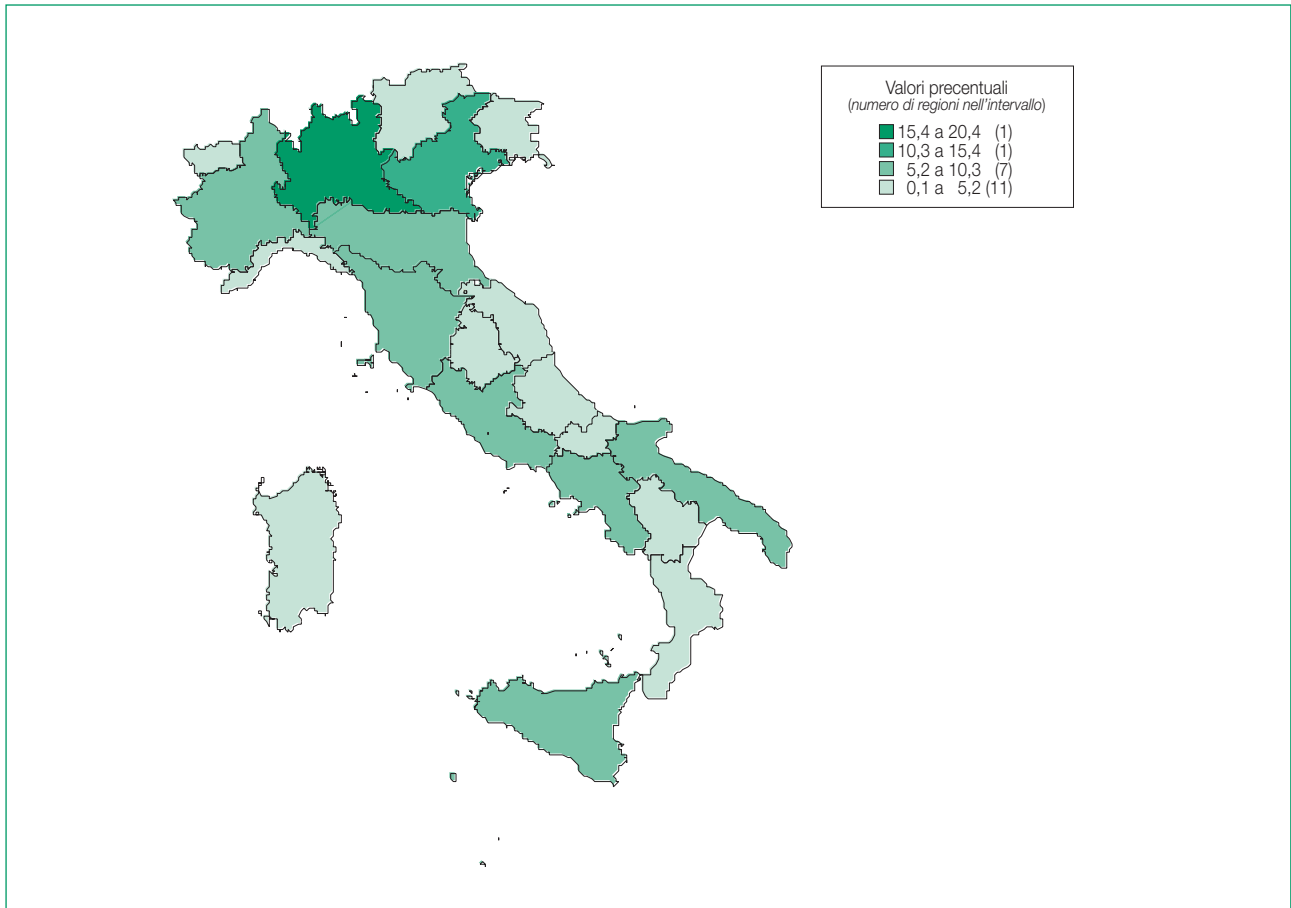 Valori precentuali
(numero di regioni nell'intervallo)
15,4 a 20,4 (1)
10,3 a 15,4 (1)
5,2 a 10,3 (7)
0,1 a 5,2 (11)